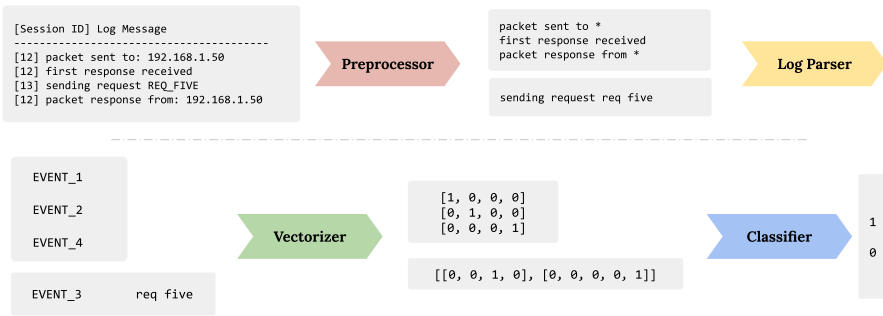 [Session ID] Log Message
---------------------------------------
[12] packet sent to: 192.168.1.50
[12] first response received
[13] sending request REQ_FIVE
[12] packet response from: 192.168.1.50
Preprocessor
packet sent to *
first response received
packet response from *
sending request req five
Log Parser
EVENT_1
EVENT_2
EVENT_4
EVENT_3 req five
Vectorizer
[1, 0, 0, 0]
[0, 1, 0, 0]
[0, 0, 0, 1]
[[0, 0, 1, 0], [0, 0, 0, 0, 1]]
Classifier
1
0